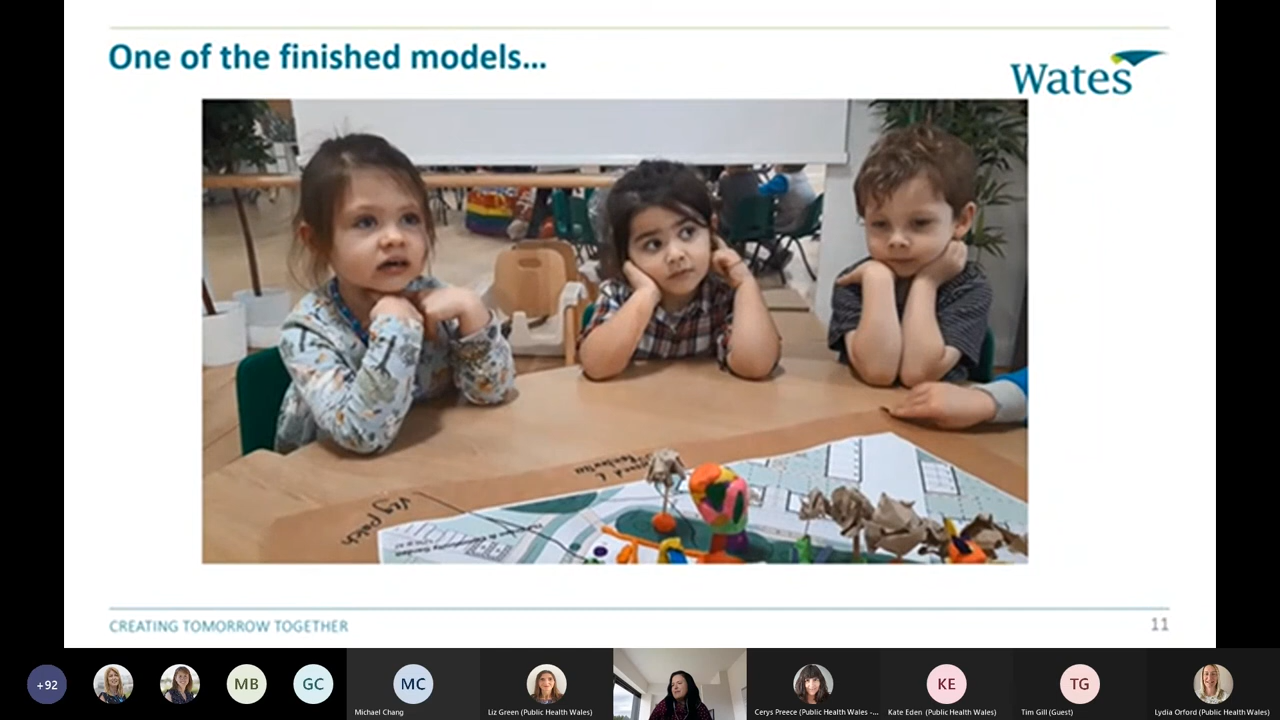 One of the finished models...
Wates
Veg patch
CREATING TOMORROW TOGETHER
11
+92
MB
GC
MC
KE
TG
Michael Chang
Liz Green (Public Health Wales)
Cerys Preece (Public Health Wales -...
Kate Eden (Public Health Wales)
Tim Gill (Guest)
Lydia Orford (Public Health Wales)